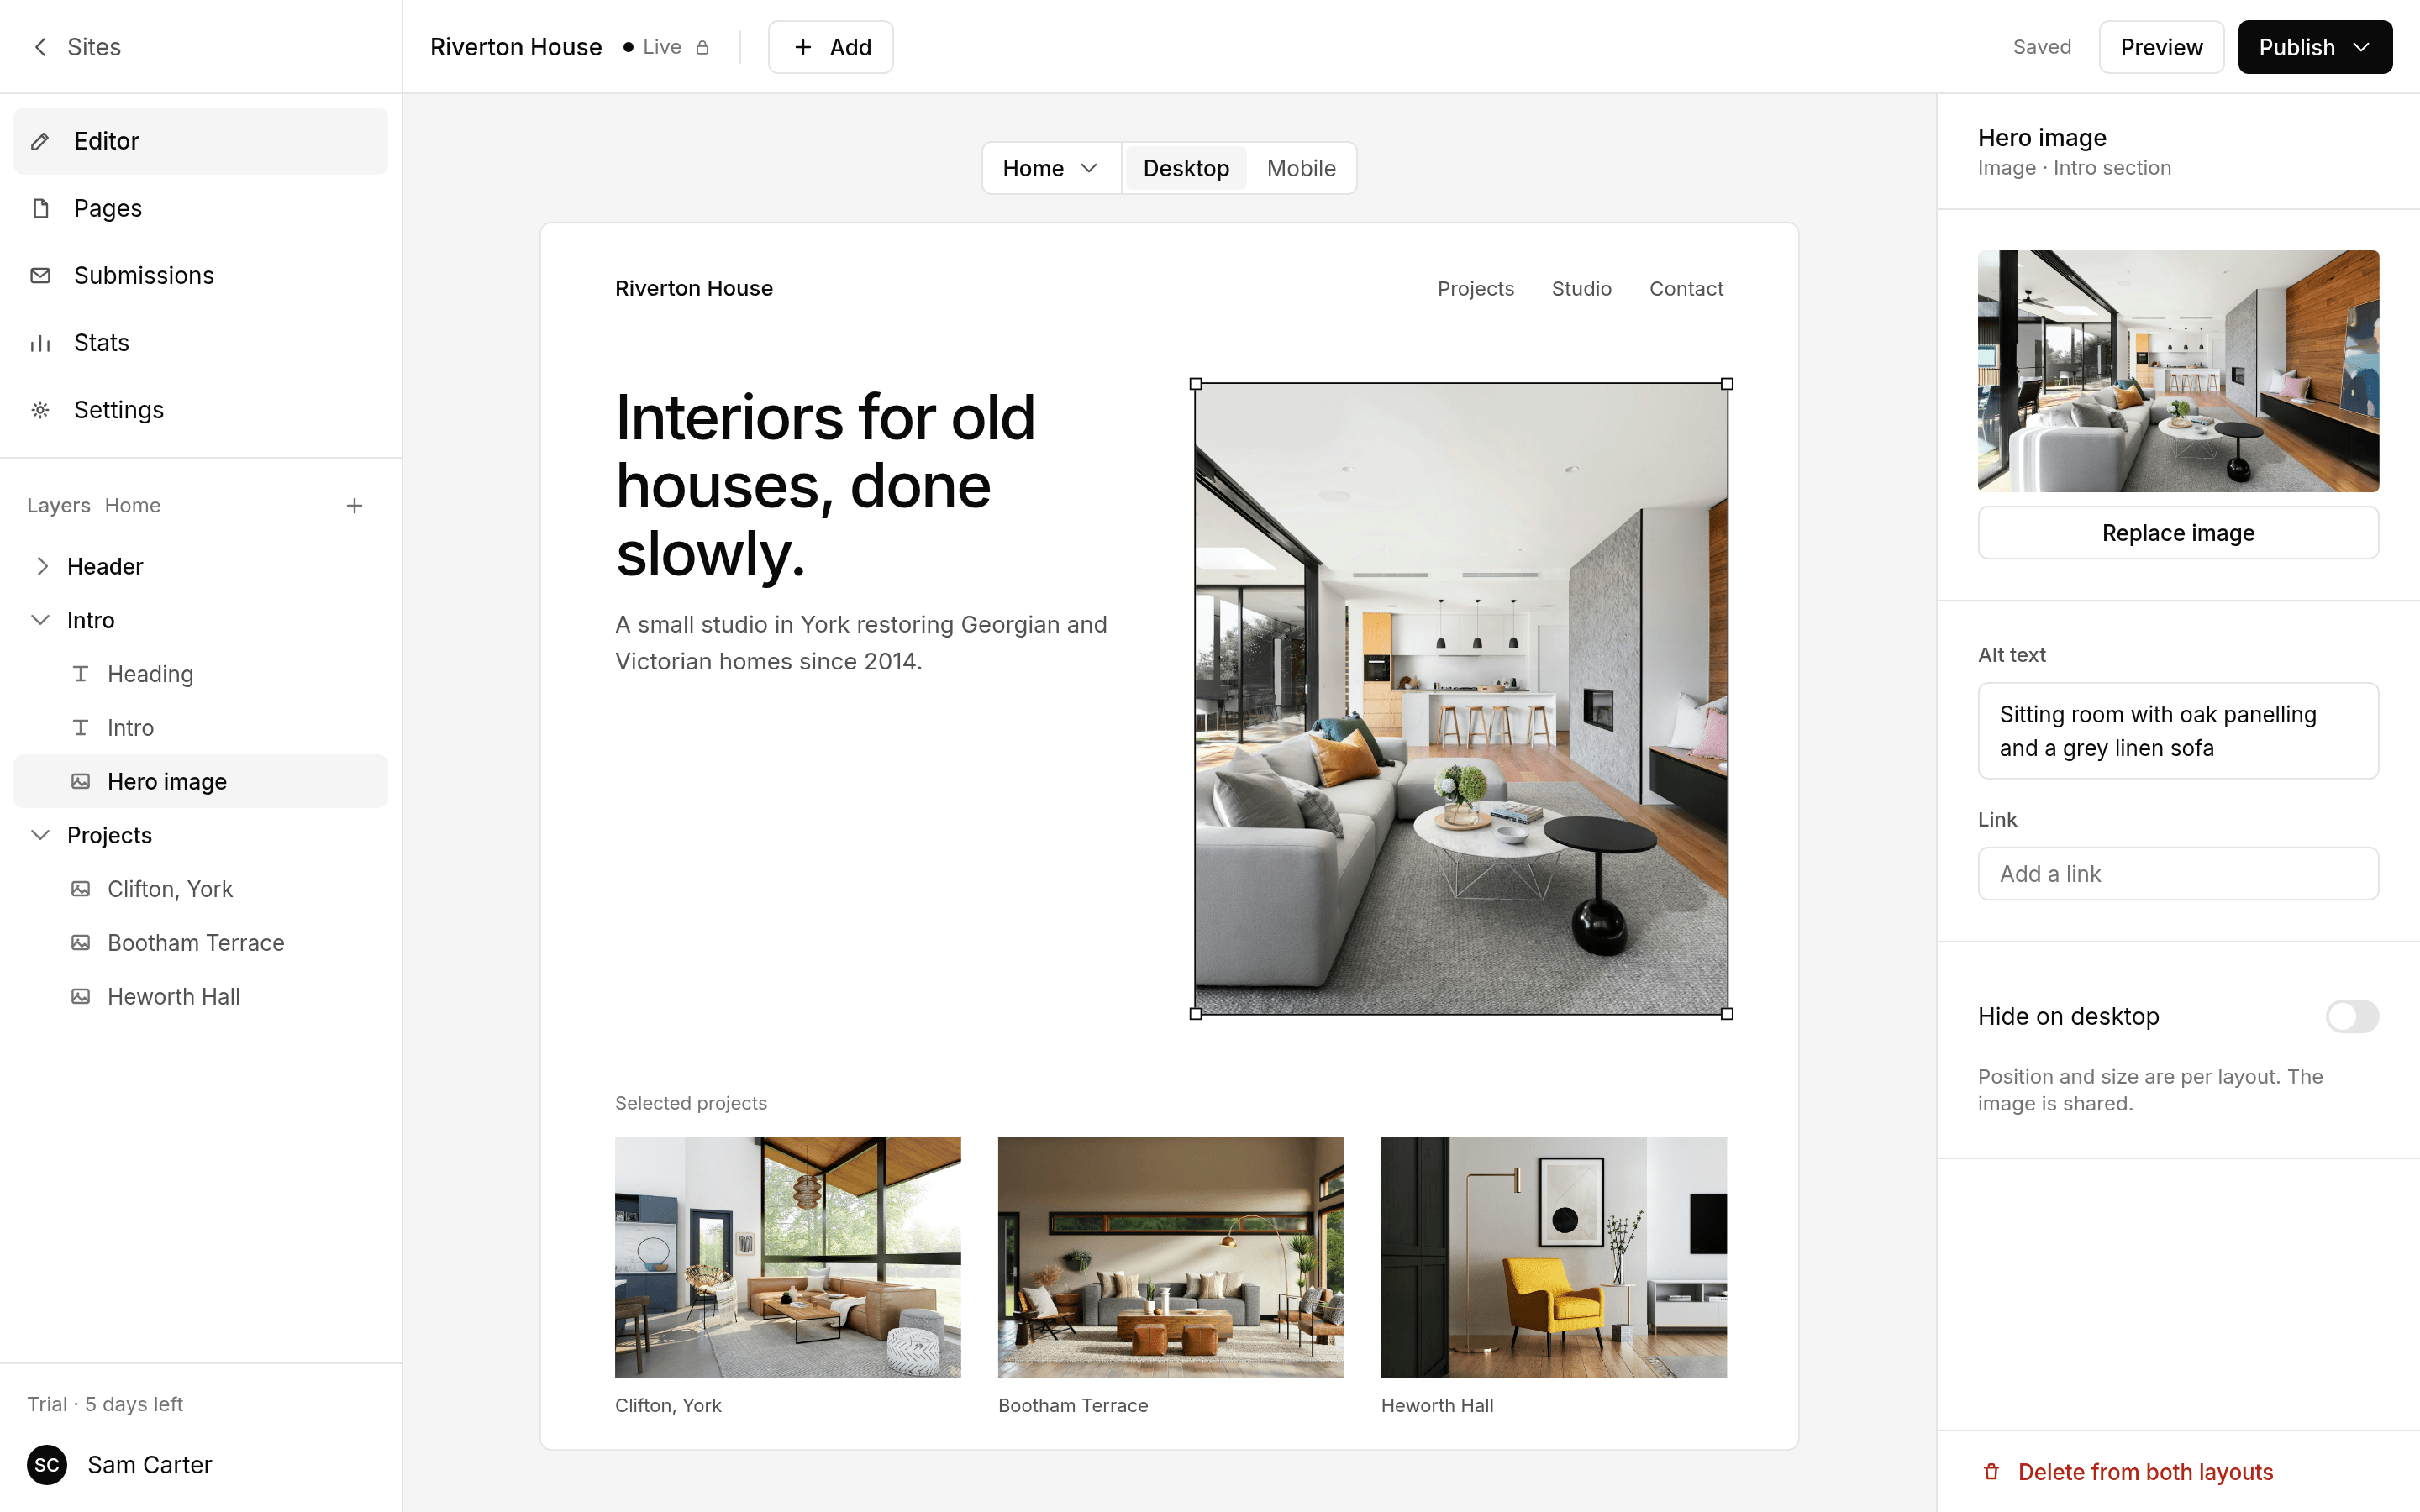 Sites
Riverton House
Live
Add
Saved
Preview
Publish
Editor
Pages
Submissions
Stats
Settings
Layers Home
Header
Intro
Heading
Intro
Hero image
Projects
Clifton, York
Bootham Terrace
Heworth Hall
Trial · 5 days left
SC
Sam Carter
Home
Desktop
Mobile
Riverton House
Projects
Studio
Contact
Interiors for old
houses, done
slowly.
A small studio in York restoring Georgian and
Victorian homes since 2014.
Selected projects
Clifton, York
Bootham Terrace
Heworth Hall
Hero image
Image · Intro section
Replace image
Alt text
Sitting room with oak panelling
and a grey linen sofa
Link
Add a link
Hide on desktop
Position and size are per layout. The
image is shared.
Delete from both layouts